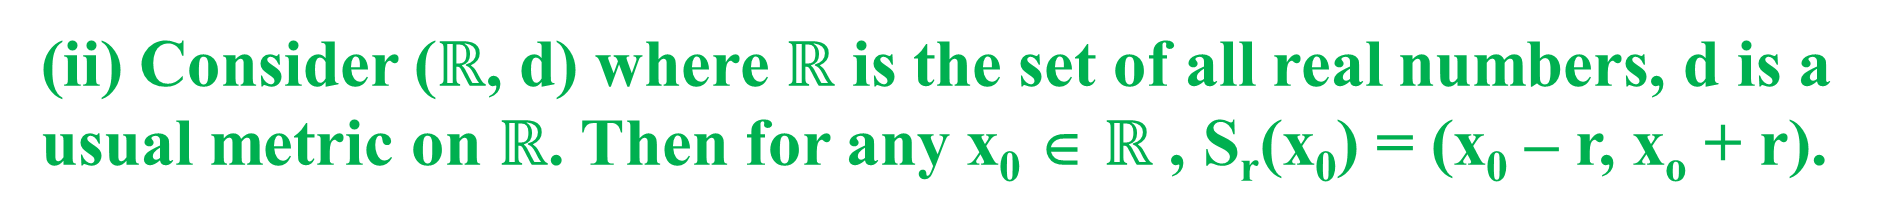 (ii) Consider (ℝ, d) where ℝ is the set of all real numbers, d is a
usual metric on ℝ. Then for any x₀ ∈ ℝ , Sᵣ(x₀) = (x₀ – r, xₒ + r).